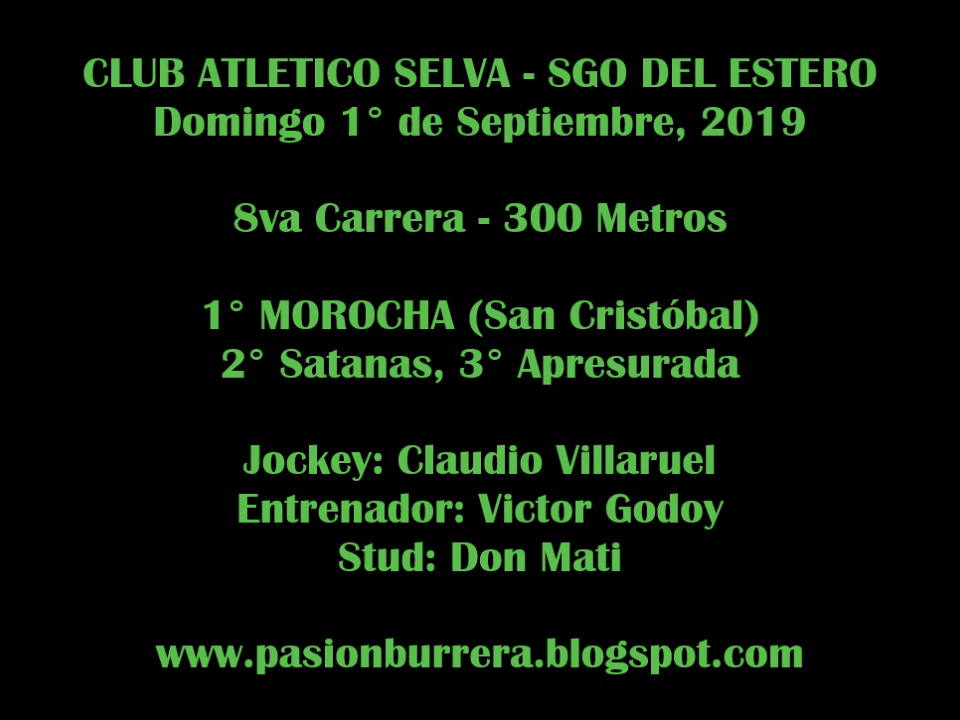 CLUB ATLETICO SELVA - SGO DEL ESTERO
Domingo 1° de Septiembre, 2019
8va Carrera - 300 Metros
1° MOROCHA (San Cristóbal)
2° Satanas, 3° Apresurada
Jockey: Claudio Villaruel
Entrenador: Victor Godoy
Stud: Don Mati
www.pasionburrera.blogspot.com